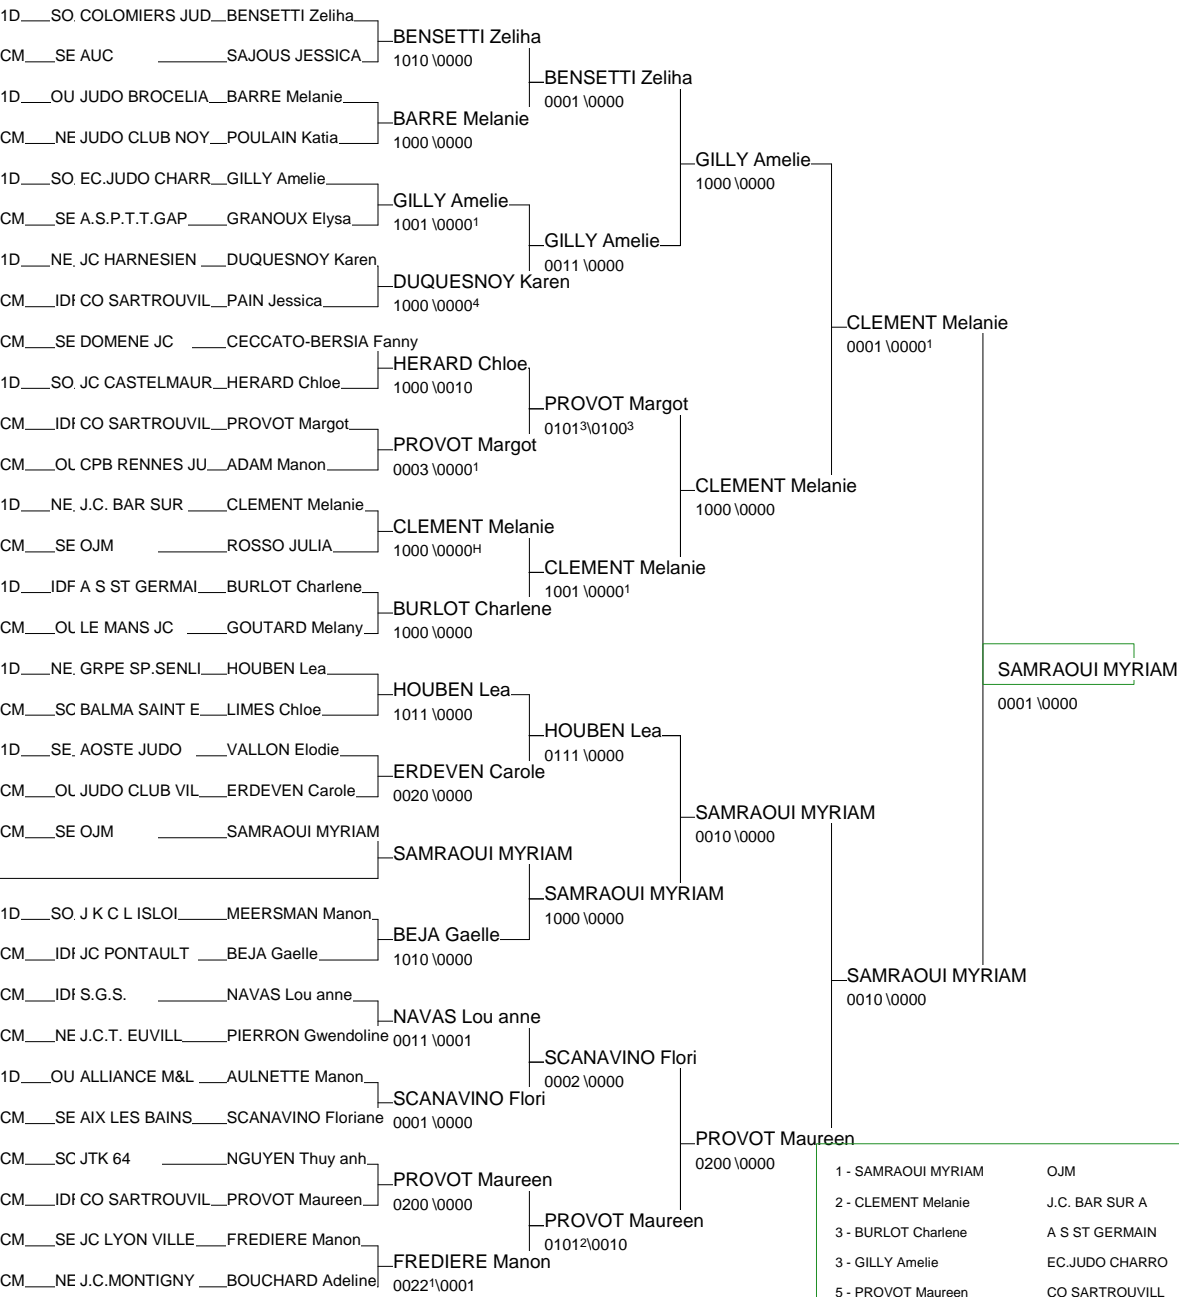 1D SO. COLOMIERS JUD BENSETTI Zeliha
CM SE AUC SAJOUS JESSICA
1D OU JUDO BROCELIA BARRE Melanie
CM NE JUDO CLUB NOY POULAIN Katia
1D SO. EC.JUDO CHARR GILLY Amelie
CM SE A.S.P.T.T.GAP GRANOUX Elysa
1D NE. JC HARNESIEN DUQUESNOY Karen
CM IDF CO SARTROUVIL PAIN Jessica
CM SE DOMENE JC CECCATO-BERSIA Fanny
1D SO. JC CASTELMAUR HERARD Chloe
CM IDF CO SARTROUVIL PROVOT Margot
CM OU CPB RENNES JU ADAM Manon
1D NE. J.C. BAR SUR CLEMENT Melanie
CM SE OJM ROSSO JULIA
1D IDF A S ST GERMAI BURLOT Charlene
CM OU LE MANS JC GOUTARD Melany
1D NE. GRPE SP.SENLI HOUBEN Lea
CM SO BALMA SAINT E LIMES Chloe
1D SE. AOSTE JUDO VALLON Elodie
CM OU JUDO CLUB VIL ERDEVEN Carole
CM SE OJM SAMRAOUI MYRIAM
1D SO. J K C L ISLOI MEERSMAN Manon
CM IDF JC PONTAULT BEJA Gaelle
CM IDF S.G.S. NAVAS Lou anne
CM NE J.C.T. EUVILL PIERRON Gwendoline
1D OU ALLIANCE M&L AULNETTE Manon
CM SE AIX LES BAINS SCANAVINO Floriane
CM SO JTK 64 NGUYEN Thuy anh
CM IDF CO SARTROUVIL PROVOT Maureen
CM SE JC LYON VILLE FREDIERE Manon
CM NE J.C.MONTIGNY BOUCHARD Adeline
BENSETTI Zeliha
1010 \0000
BARRE Melanie
1000 \0000
GILLY Amelie
1001 \0000¹
DUQUESNOY Karen
1000 \0000⁴
HERARD Chloe
1000 \0010
PROVOT Margot
0003 \0000¹
CLEMENT Melanie
1000 \0000ᴴ
BURLOT Charlene
1000 \0000
HOUBEN Lea
1011 \0000
ERDEVEN Carole
0020 \0000
SAMRAOUI MYRIAM
BEJA Gaelle
1010 \0000
NAVAS Lou anne
0011 \0001
SCANAVINO Flori
0001 \0000
PROVOT Maureen
0200 \0000
FREDIERE Manon
0022¹\0001
BENSETTI Zeliha
0001 \0000
GILLY Amelie
0011 \0000
PROVOT Margot
0101³\0100³
CLEMENT Melanie
1001 \0000¹
HOUBEN Lea
0111 \0000
SAMRAOUI MYRIAM
1000 \0000
SCANAVINO Flori
0002 \0000
PROVOT Maureen
0101²\0010
GILLY Amelie
1000 \0000
CLEMENT Melanie
1000 \0000
SAMRAOUI MYRIAM
0010 \0000
PROVOT Maureen
0200 \0000
CLEMENT Melanie
0001 \0000¹
SAMRAOUI MYRIAM
0010 \0000
SAMRAOUI MYRIAM
0001 \0000
1 - SAMRAOUI MYRIAM OJM
2 - CLEMENT Melanie J.C. BAR SUR A
3 - BURLOT Charlene A S ST GERMAIN
3 - GILLY Amelie EC.JUDO CHARRO
5 - PROVOT Maureen CO SARTROUVILL